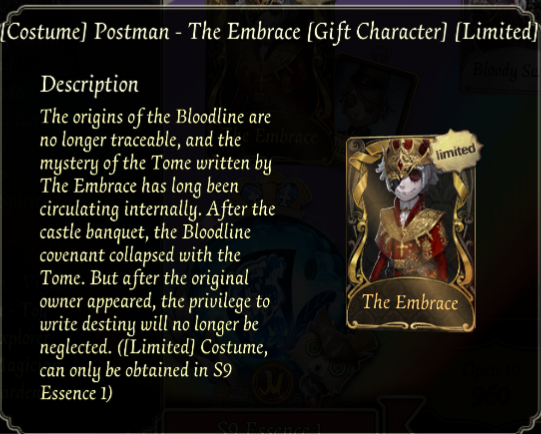 [Costume] Postman - The Embrace [Gift Character] [Limited]
Description
The origins of the Bloodline are
no longer traceable, and the
mystery of the Tome written by
The Embrace has long been
circulating internally. After the
castle banquet, the Bloodline
covenant collapsed with the
Tome. But after the original
owner appeared, the privilege to
write destiny will no longer be
neglected. ([Limited] Costume,
can only be obtained in S9
Essence 1)
limited
The Embrace
Embrace
Bloody
S9 Essence 1